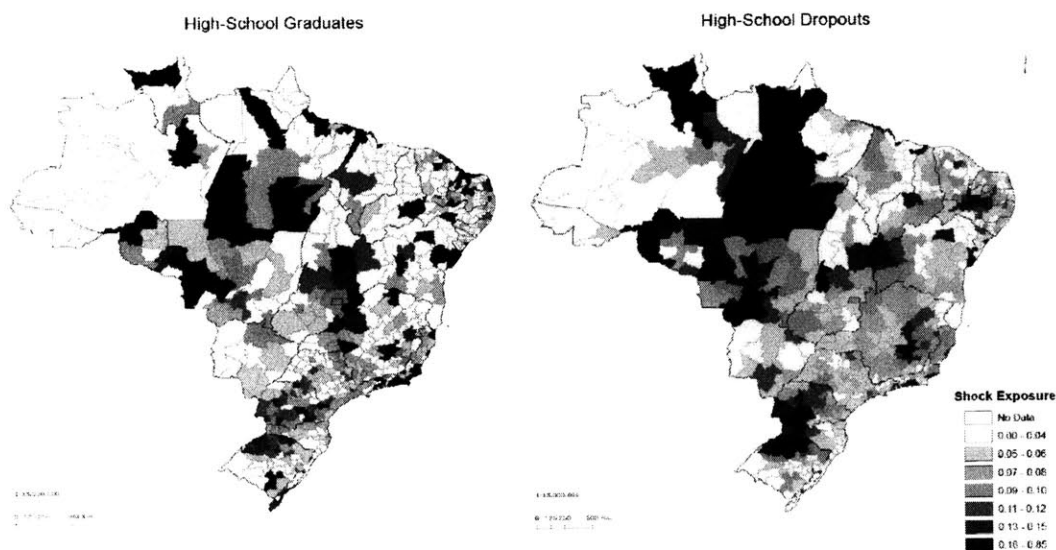 High-School Graduates
High-School Dropouts
Shock Exposure
No Data
0.00 - 0.04
0.05 - 0.06
0.07 - 0.08
0.09 - 0.10
0.11 - 0.12
0.13 - 0.15
0.16 - 0.85